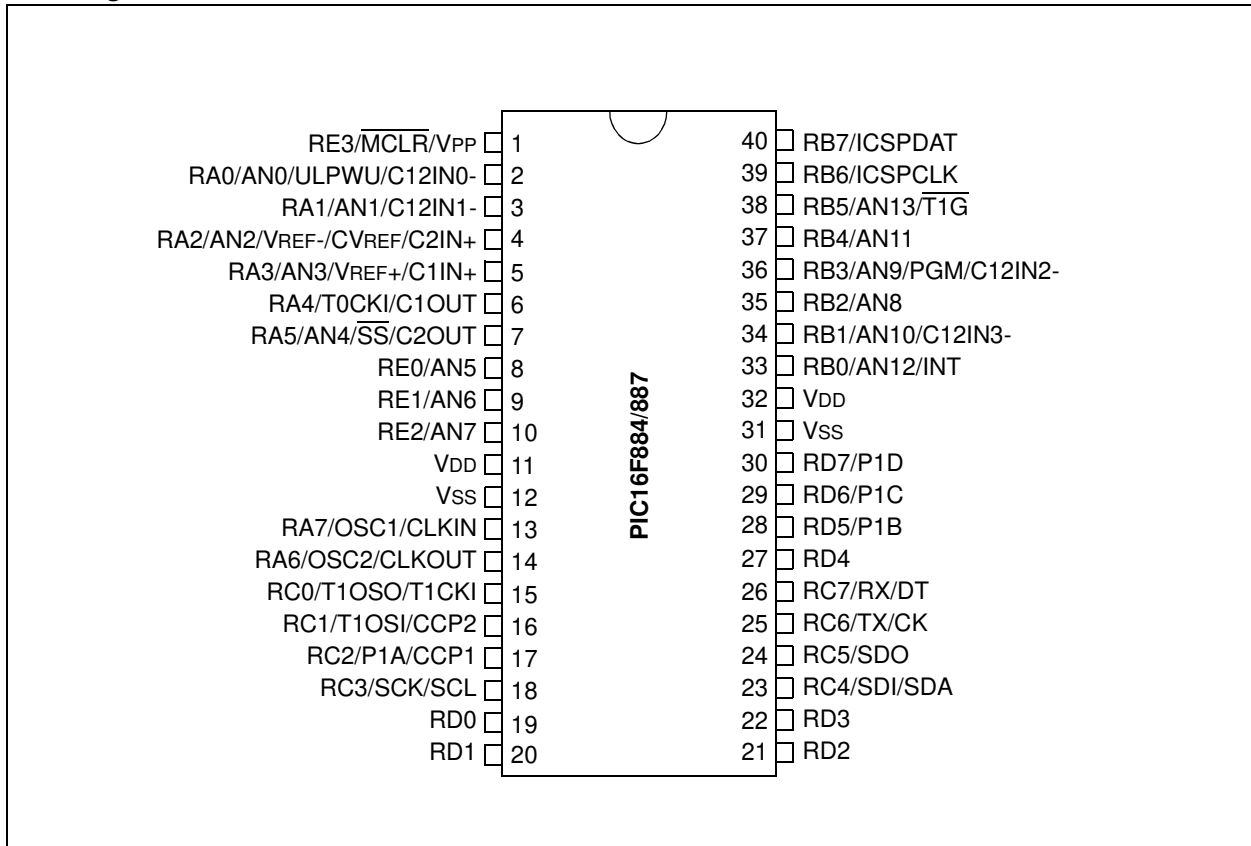 RE3/MCLR/VPP 1
RA0/AN0/ULPWU/C12IN0- 2
RA1/AN1/C12IN1- 3
RA2/AN2/VREF-/CVREF/C2IN+ 4
RA3/AN3/VREF+/C1IN+ 5
RA4/T0CKI/C1OUT 6
RA5/AN4/SS/C2OUT 7
RE0/AN5 8
RE1/AN6 9
RE2/AN7 10
VDD 11
VSS 12
RA7/OSC1/CLKIN 13
RA6/OSC2/CLKOUT 14
RC0/T1OSO/T1CKI 15
RC1/T1OSI/CCP2 16
RC2/P1A/CCP1 17
RC3/SCK/SCL 18
RD0 19
RD1 20
PIC16F884/887
40 RB7/ICSPDAT
39 RB6/ICSPCLK
38 RB5/AN13/T1G
37 RB4/AN11
36 RB3/AN9/PGM/C12IN2-
35 RB2/AN8
34 RB1/AN10/C12IN3-
33 RB0/AN12/INT
32 VDD
31 VSS
30 RD7/P1D
29 RD6/P1C
28 RD5/P1B
27 RD4
26 RC7/RX/DT
25 RC6/TX/CK
24 RC5/SDO
23 RC4/SDI/SDA
22 RD3
21 RD2